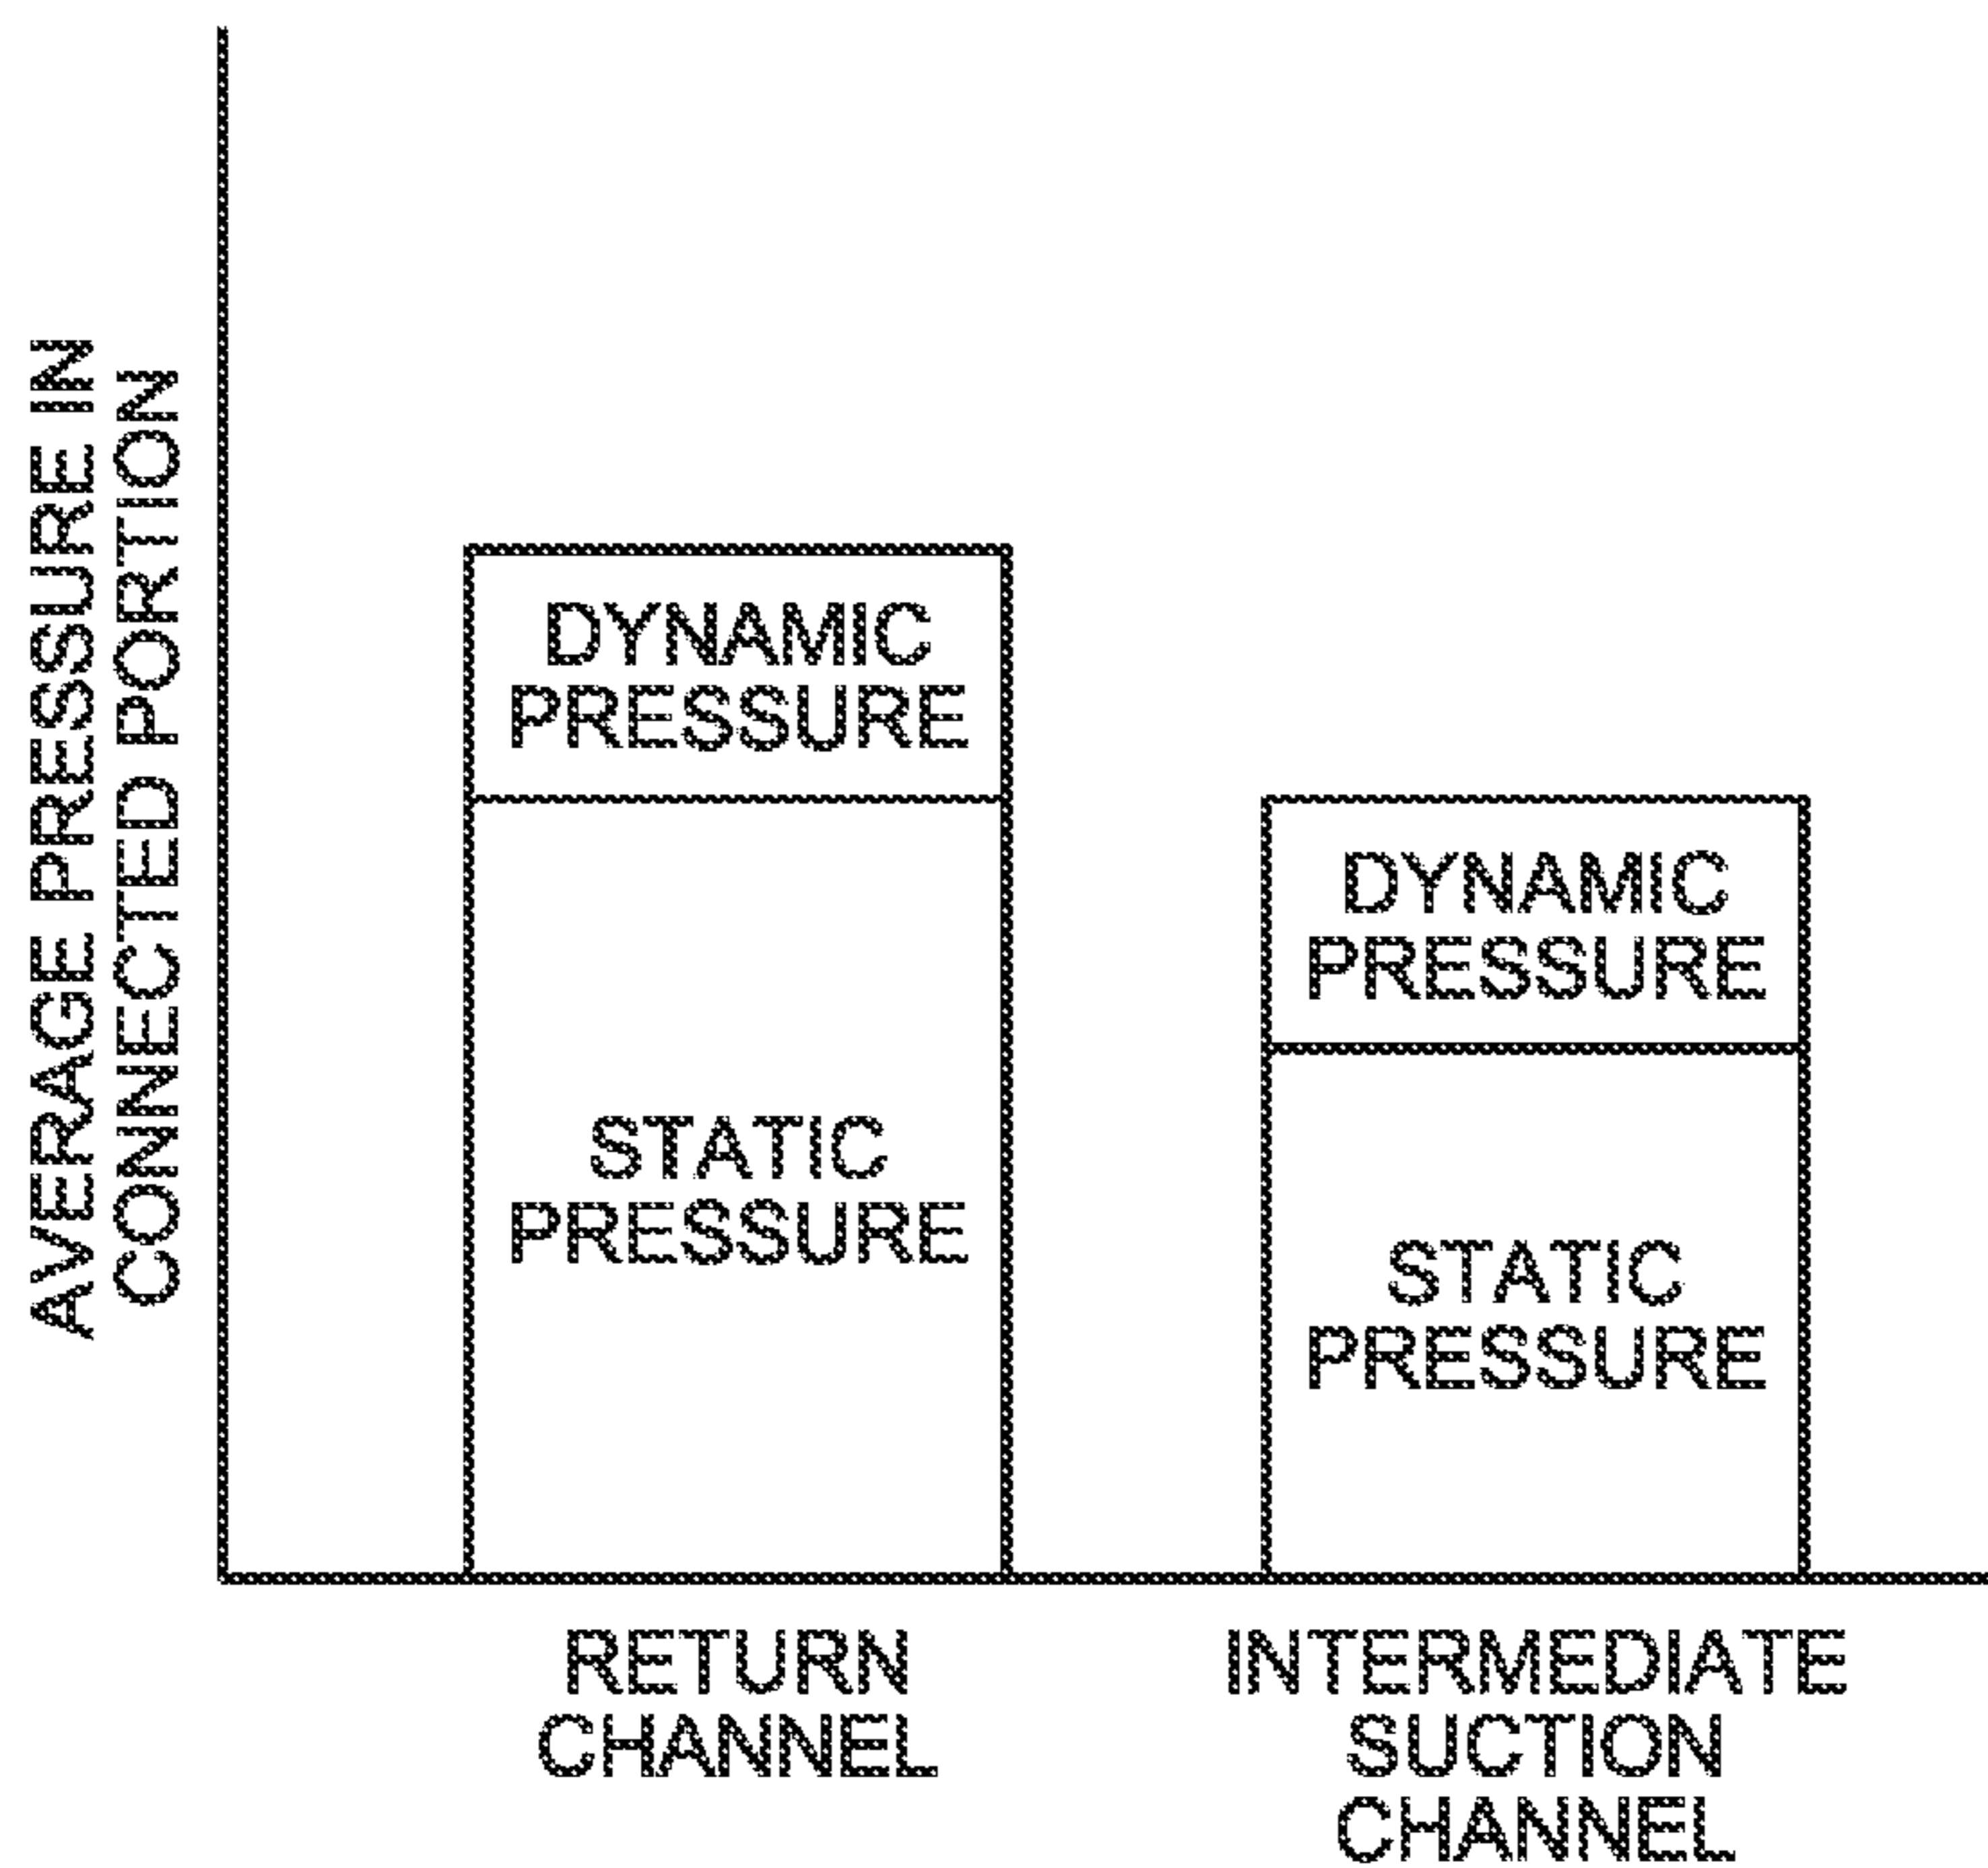 AVERAGE PRESSURE IN
CONNECTED PORTION
DYNAMIC
PRESSURE
STATIC
PRESSURE
DYNAMIC
PRESSURE
STATIC
PRESSURE
RETURN
CHANNEL
INTERMEDIATE
SUCTION
CHANNEL